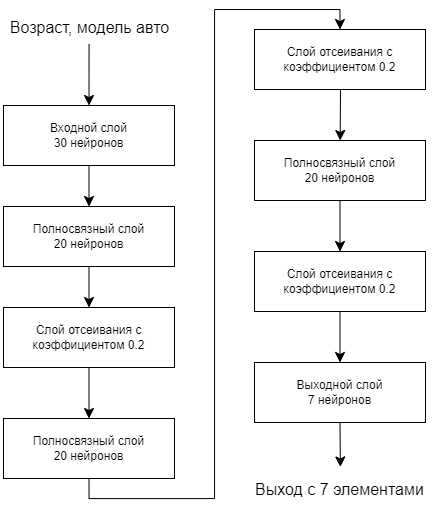 Возраст, модель авто
Входной слой
30 нейронов
Полносвязный слой
20 нейронов
Слой отсеивания с
коэффициентом 0.2
Полносвязный слой
20 нейронов
Слой отсеивания с
коэффициентом 0.2
Полносвязный слой
20 нейронов
Слой отсеивания с
коэффициентом 0.2
Выходной слой
7 нейронов
Выход с 7 элементами